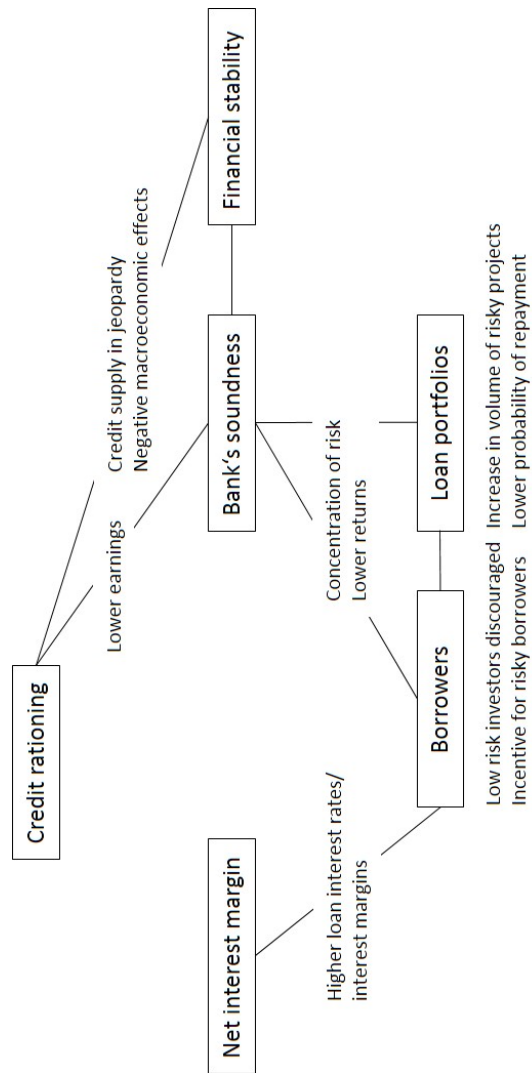 Credit rationing
Lower earnings
Credit supply in jeopardy
Negative macroeconomic effects
Net interest margin
Bank's soundness
Financial stability
Higher loan interest rates/
interest margins
Concentration of risk
Lower returns
Borrowers
Loan portfolios
Low risk investors discouraged
Incentive for risky borrowers
Increase in volume of risky projects
Lower probability of repayment